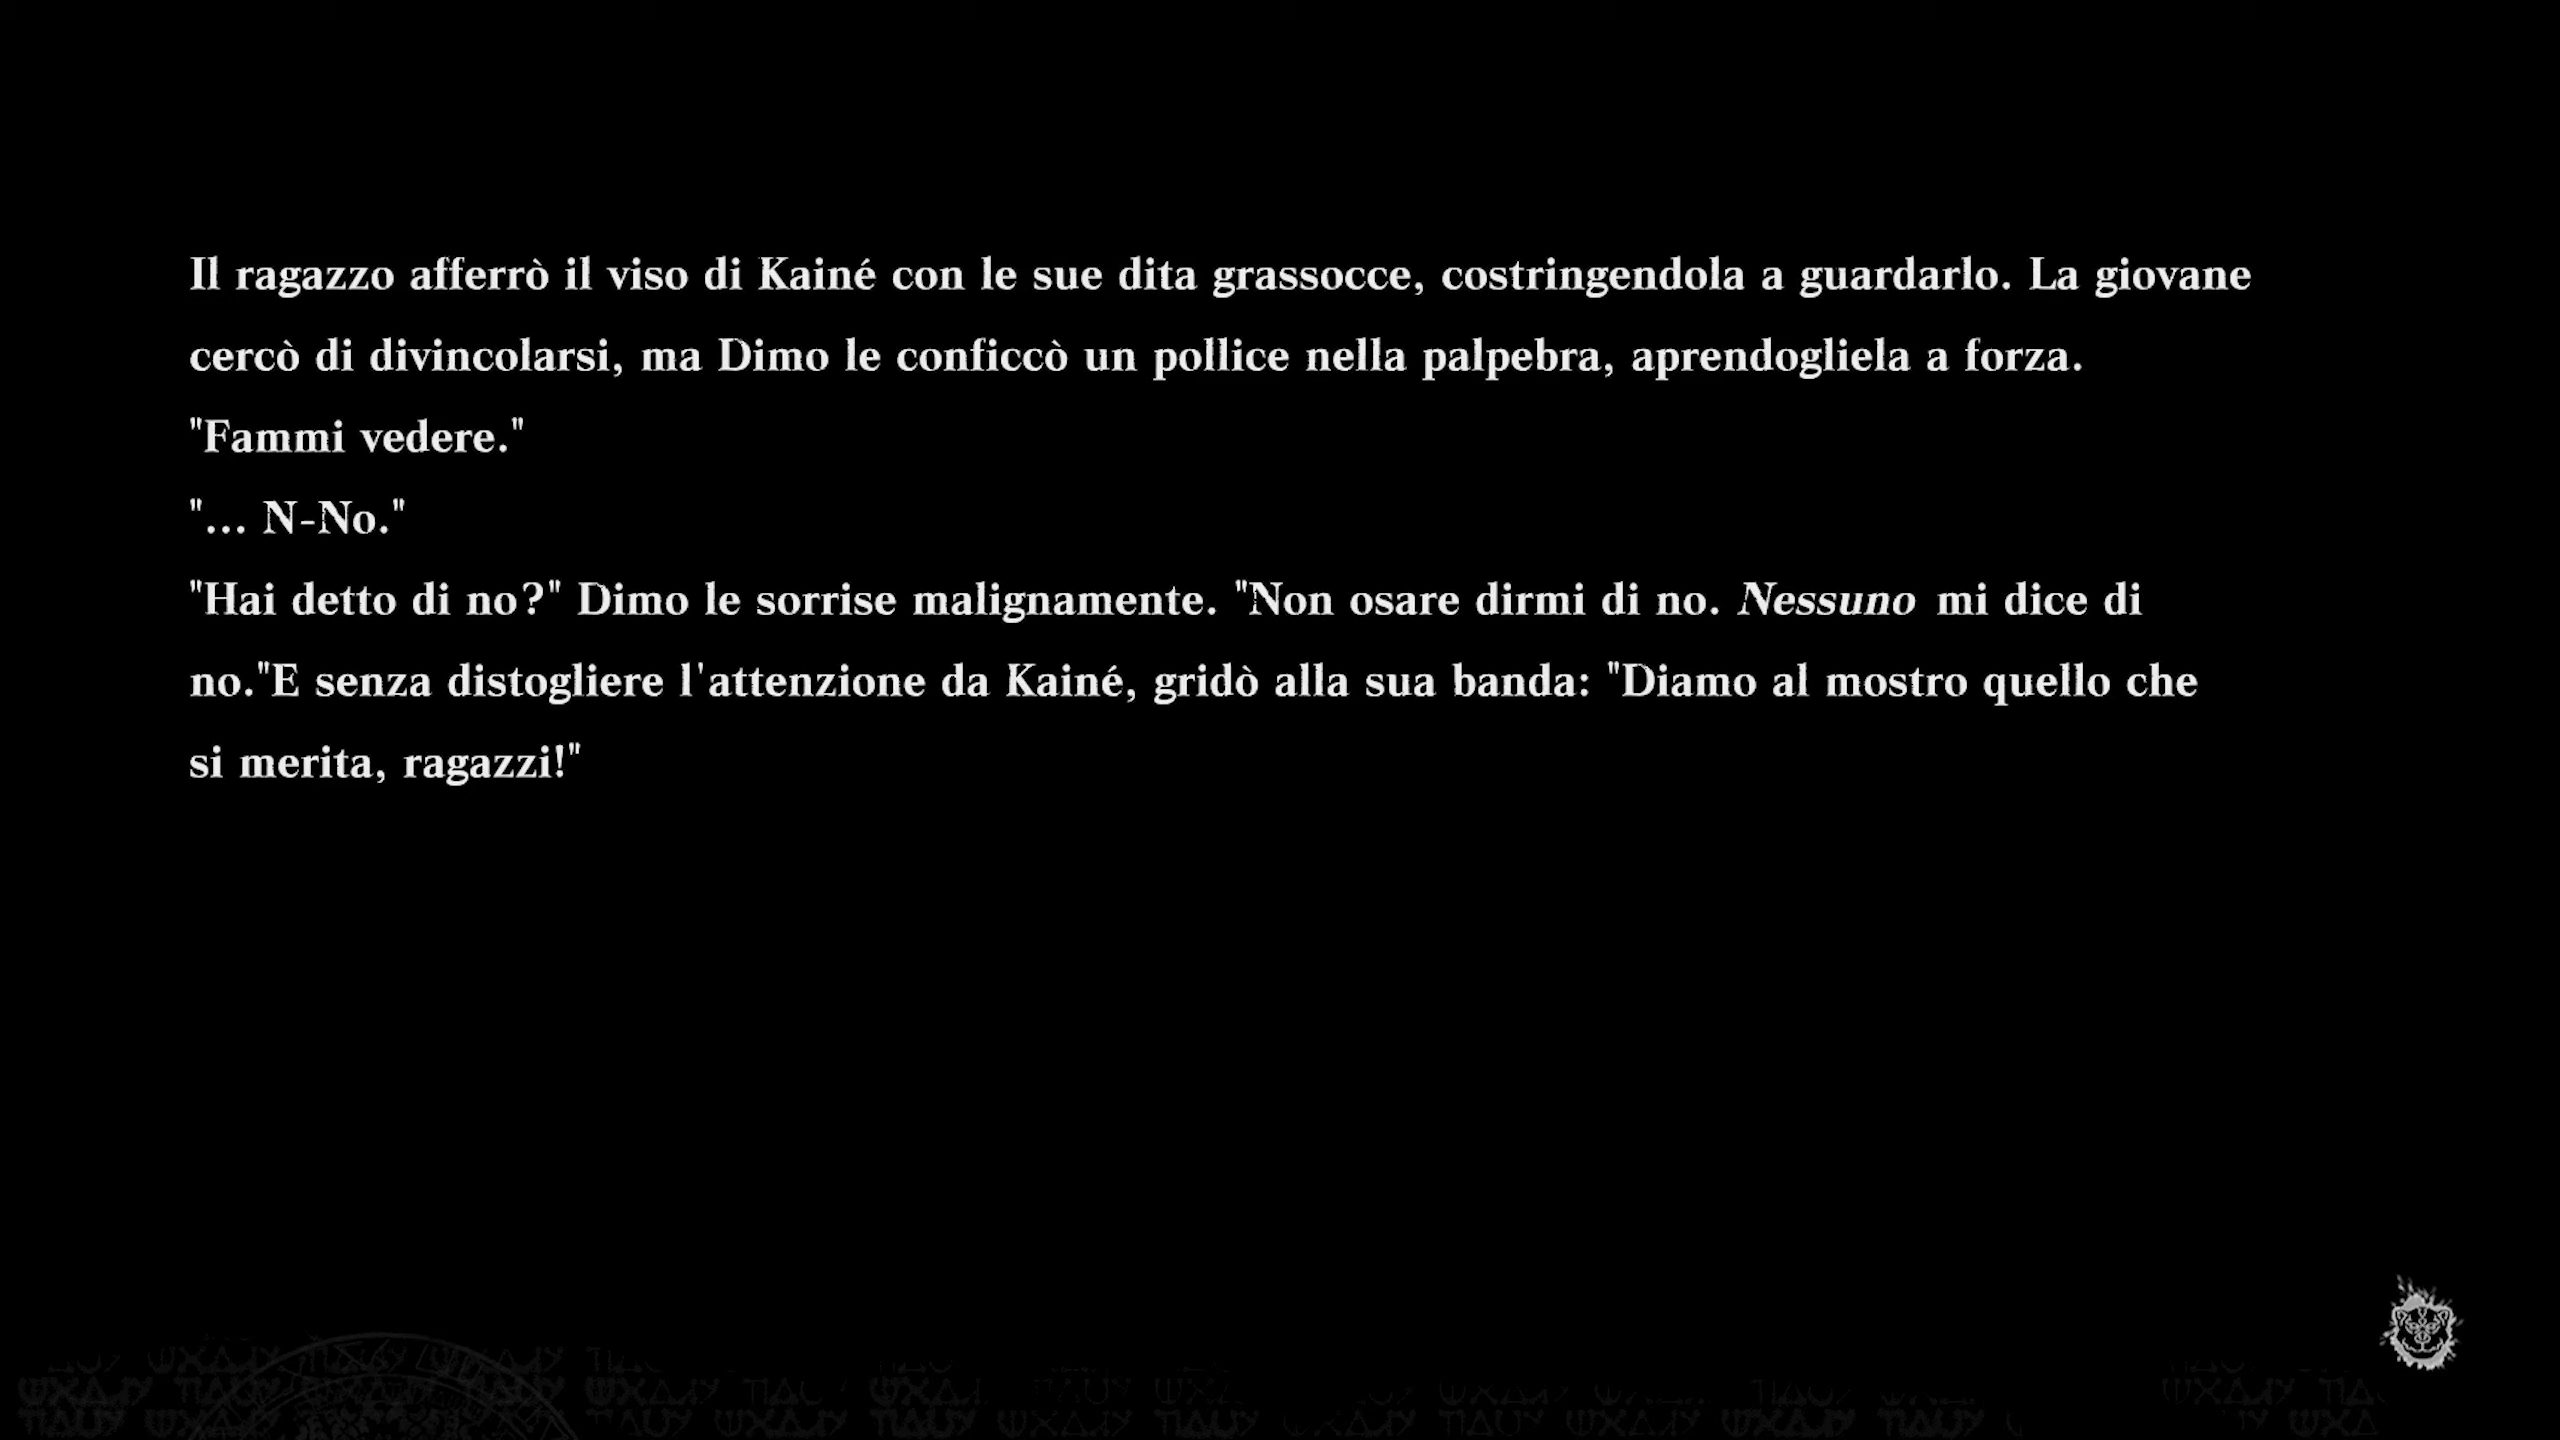 Il ragazzo afferrò il viso di Kainé con le sue dita grassocce, costringendola a guardarlo. La giovane
cercò di divincolarsi, ma Dimo le conficcò un pollice nella palpebra, aprendogliela a forza.
"Fammi vedere."
"... N-No."
"Hai detto di no?" Dimo le sorrise malignamente. "Non osare dirmi di no. Nessuno mi dice di
no."E senza distogliere l'attenzione da Kainé, gridò alla sua banda: "Diamo al mostro quello che
si merita, ragazzi!"